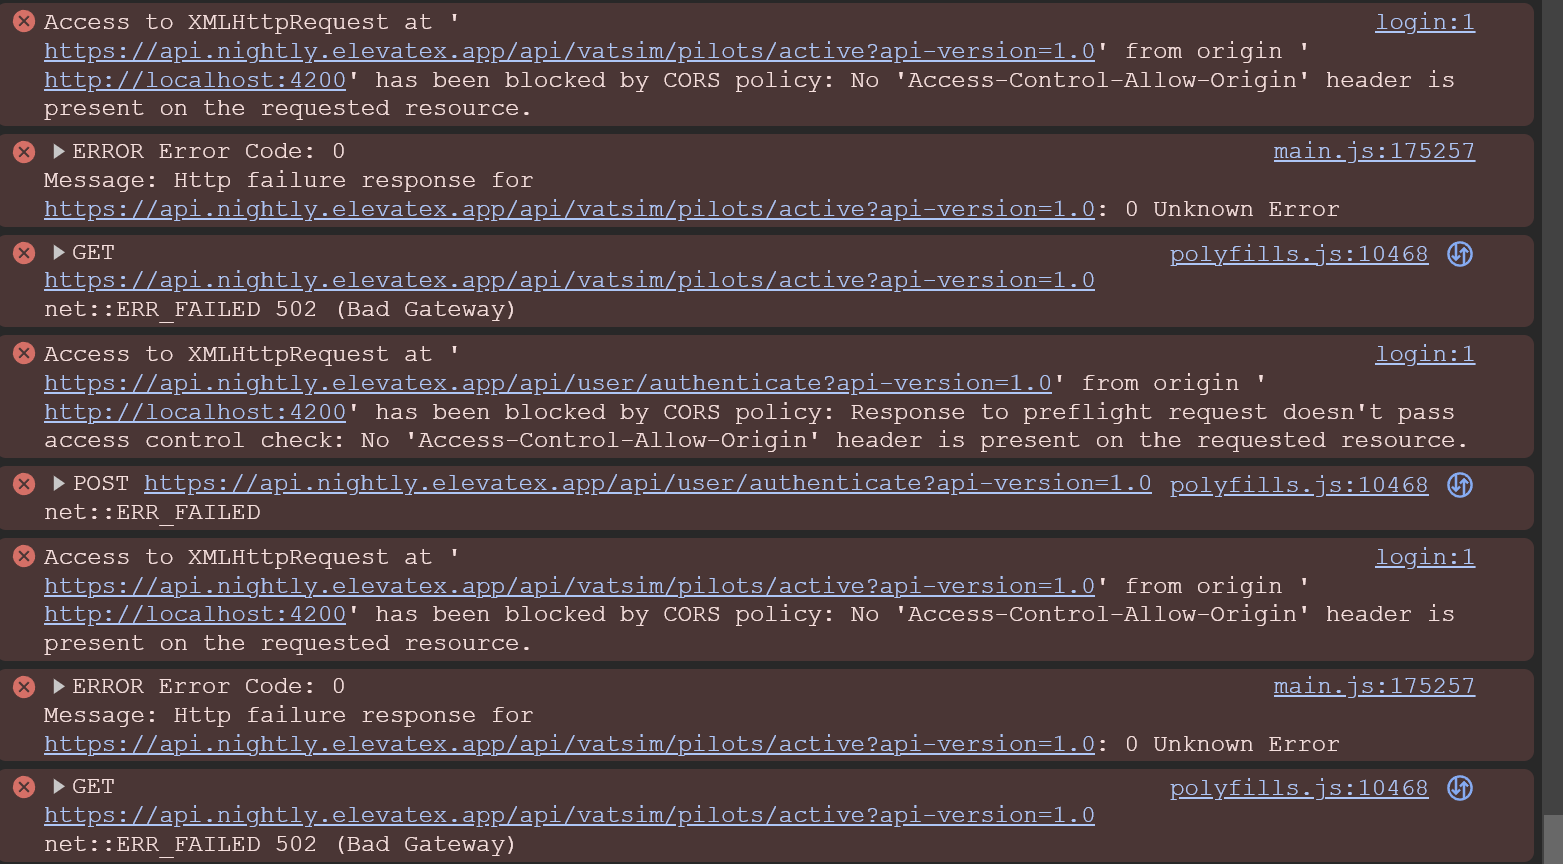 Access to XMLHttpRequest at ' login:1
https://api.nightly.elevatex.app/api/vatsim/pilots/active?api-version=1.0' from origin '
http://localhost:4200' has been blocked by CORS policy: No 'Access-Control-Allow-Origin' header is
present on the requested resource.
ERROR Error Code: 0 main.js:175257
Message: Http failure response for
https://api.nightly.elevatex.app/api/vatsim/pilots/active?api-version=1.0: 0 Unknown Error
GET polyfills.js:10468
https://api.nightly.elevatex.app/api/vatsim/pilots/active?api-version=1.0
net::ERR_FAILED 502 (Bad Gateway)
Access to XMLHttpRequest at ' login:1
https://api.nightly.elevatex.app/api/user/authenticate?api-version=1.0' from origin '
http://localhost:4200' has been blocked by CORS policy: Response to preflight request doesn't pass
access control check: No 'Access-Control-Allow-Origin' header is present on the requested resource.
POST https://api.nightly.elevatex.app/api/user/authenticate?api-version=1.0 polyfills.js:10468
net::ERR_FAILED
Access to XMLHttpRequest at ' login:1
https://api.nightly.elevatex.app/api/vatsim/pilots/active?api-version=1.0' from origin '
http://localhost:4200' has been blocked by CORS policy: No 'Access-Control-Allow-Origin' header is
present on the requested resource.
ERROR Error Code: 0 main.js:175257
Message: Http failure response for
https://api.nightly.elevatex.app/api/vatsim/pilots/active?api-version=1.0: 0 Unknown Error
GET polyfills.js:10468
https://api.nightly.elevatex.app/api/vatsim/pilots/active?api-version=1.0
net::ERR_FAILED 502 (Bad Gateway)